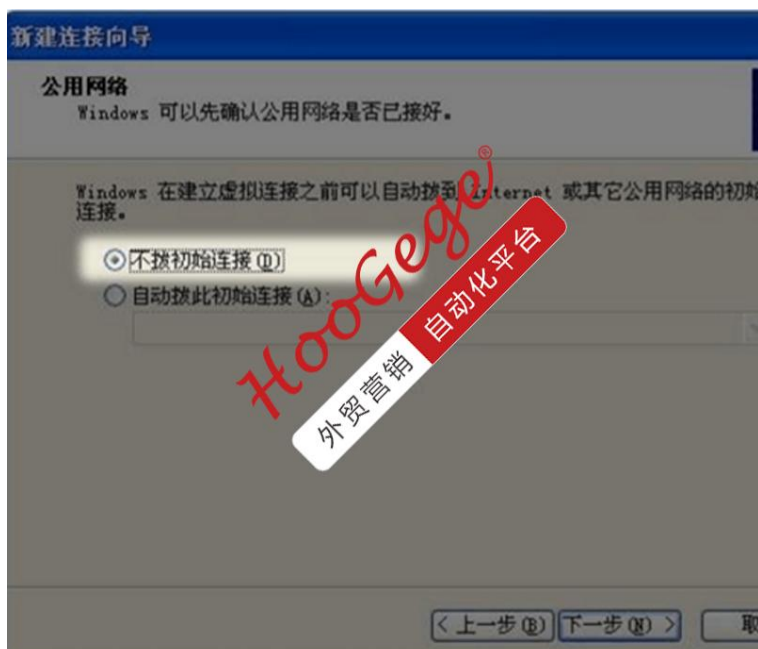 新建连接向导
公用网络
Windows 可以先确认公用网络是否已接好。
Windows 在建立虚拟连接之前可以自动拨到 Internet 或其它公用网络的初始
连接。
不拨初始连接(D)
自动拨此初始连接(A):
HooGege®
外贸营销 自动化平台
<上一步(B) 下一步(N)> 取